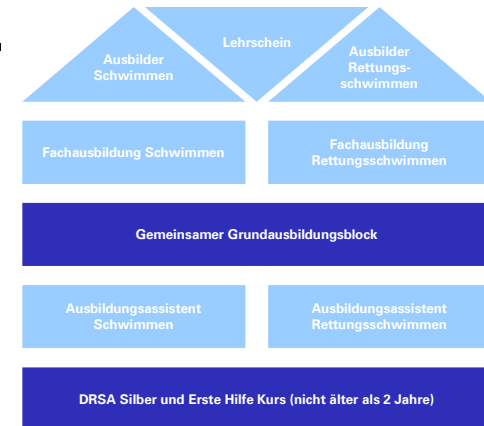 Lehrschein
Ausbilder
Schwimmen
Ausbilder
Rettungs-
schwimmen
Fachausbildung Schwimmen
Fachausbildung
Rettungsschwimmen
Gemeinsamer Grundausbildungsblock
Ausbildungsassistent
Schwimmen
Ausbildungsassistent
Rettungsschwimmen
DRSA Silber und Erste Hilfe Kurs (nicht älter als 2 Jahre)